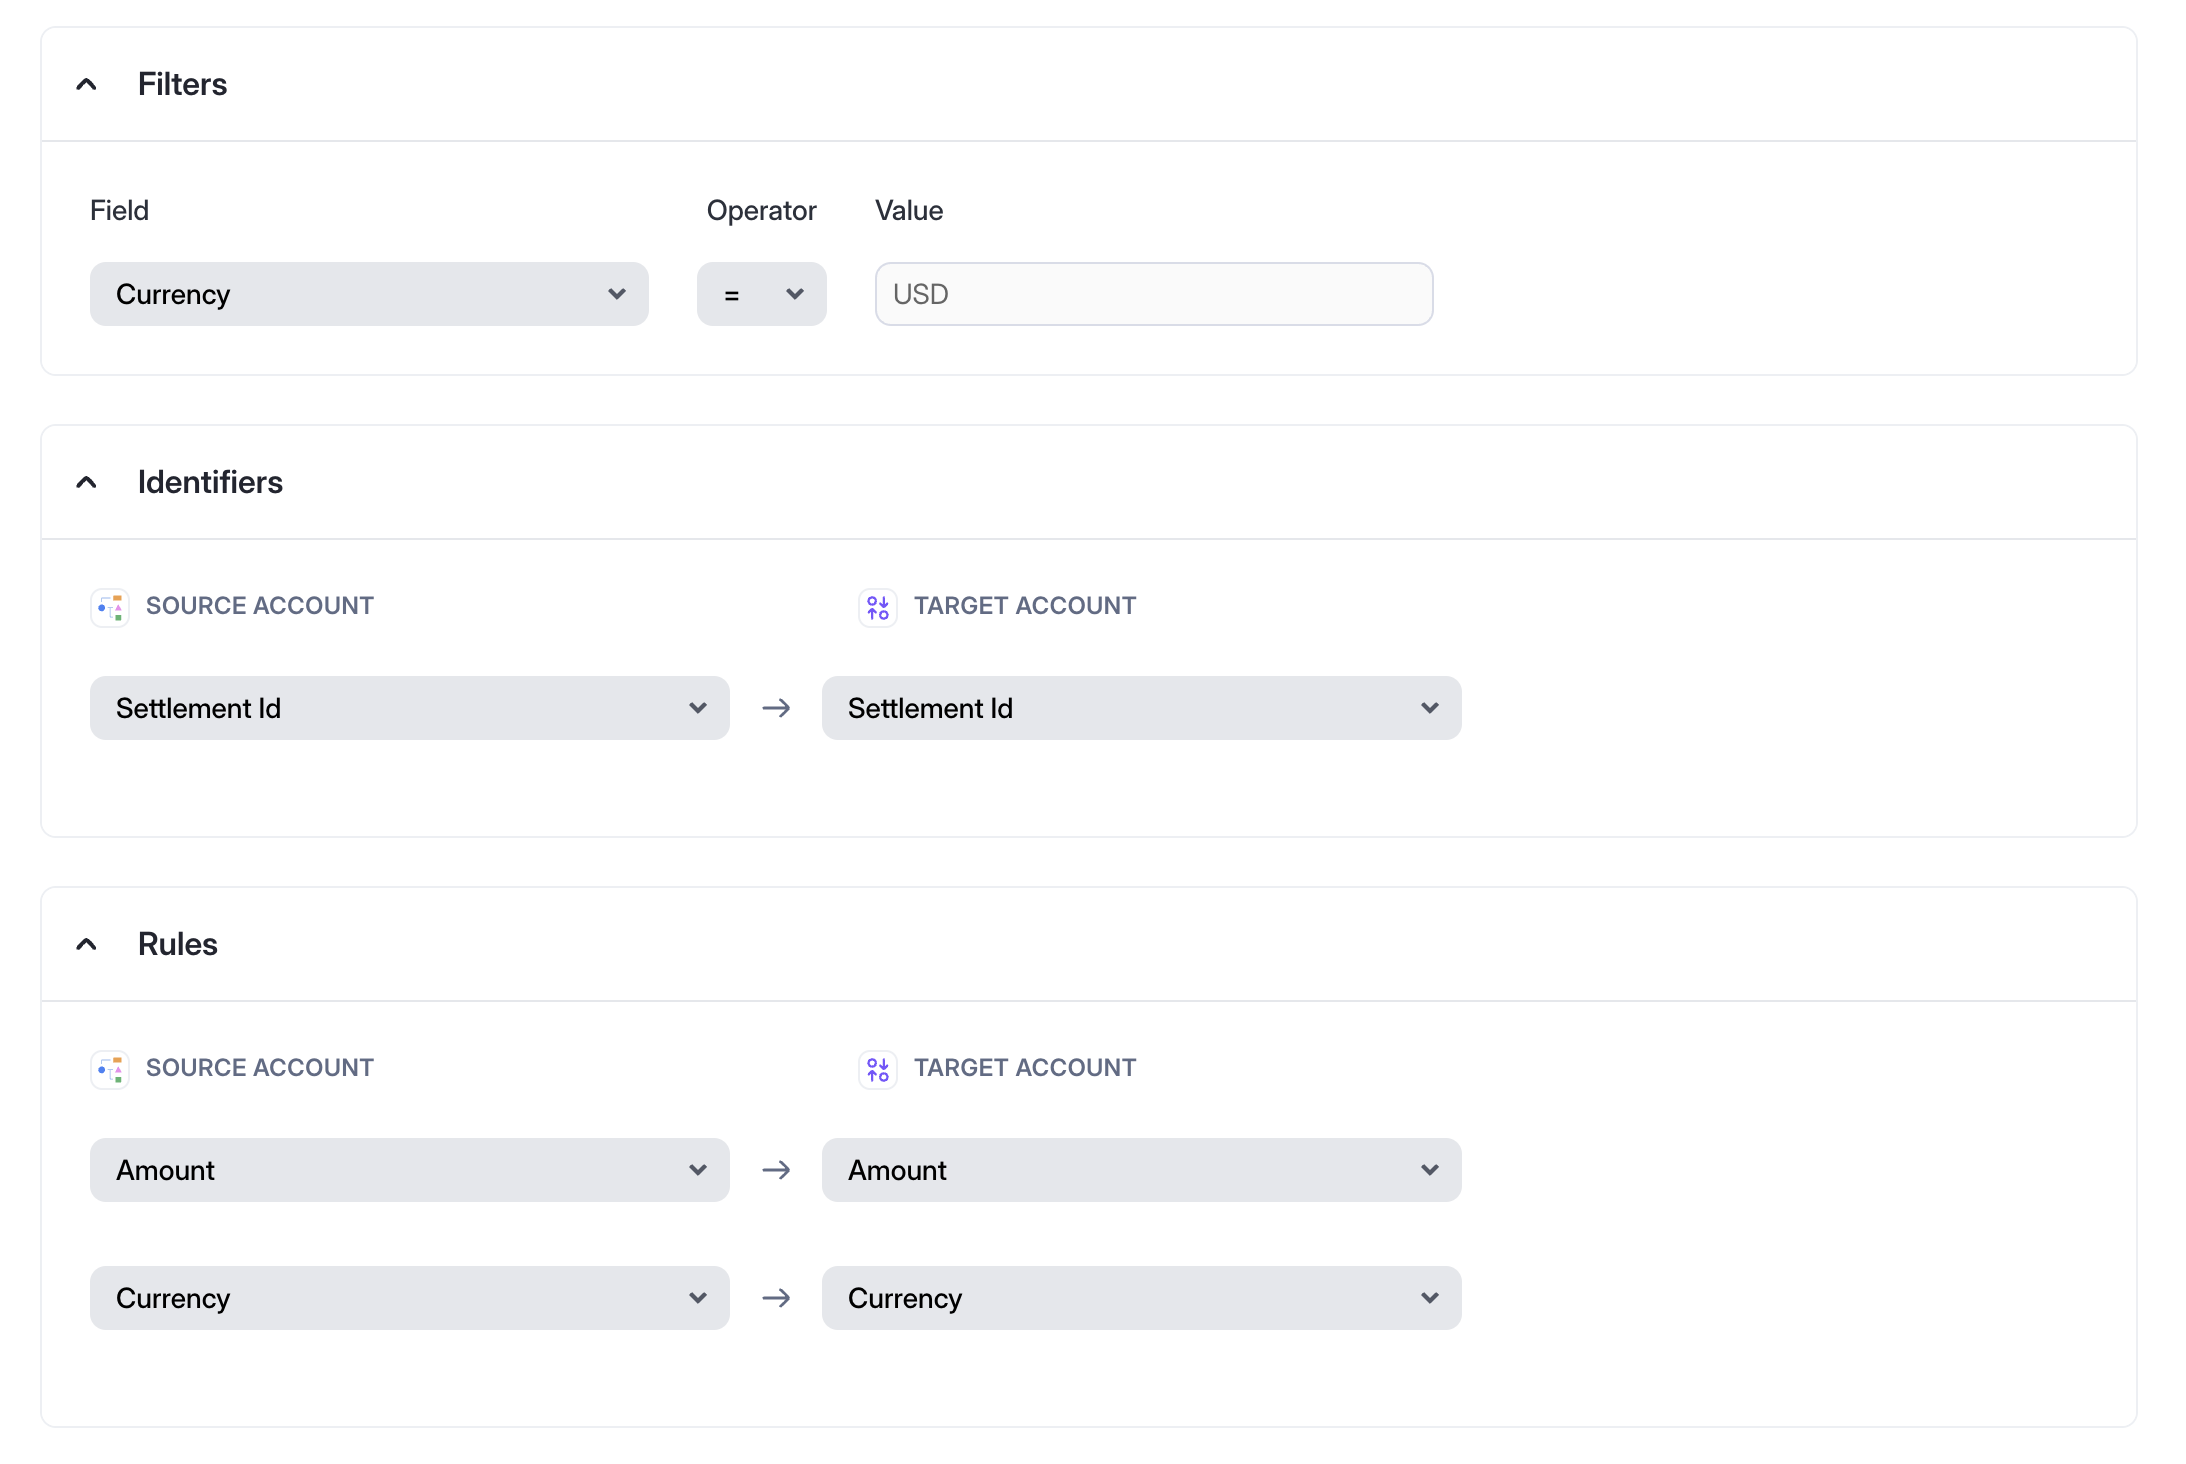 Filters
Field Operator Value
Currency = USD
Identifiers
SOURCE ACCOUNT TARGET ACCOUNT
Settlement Id → Settlement Id
Rules
SOURCE ACCOUNT TARGET ACCOUNT
Amount → Amount
Currency → Currency